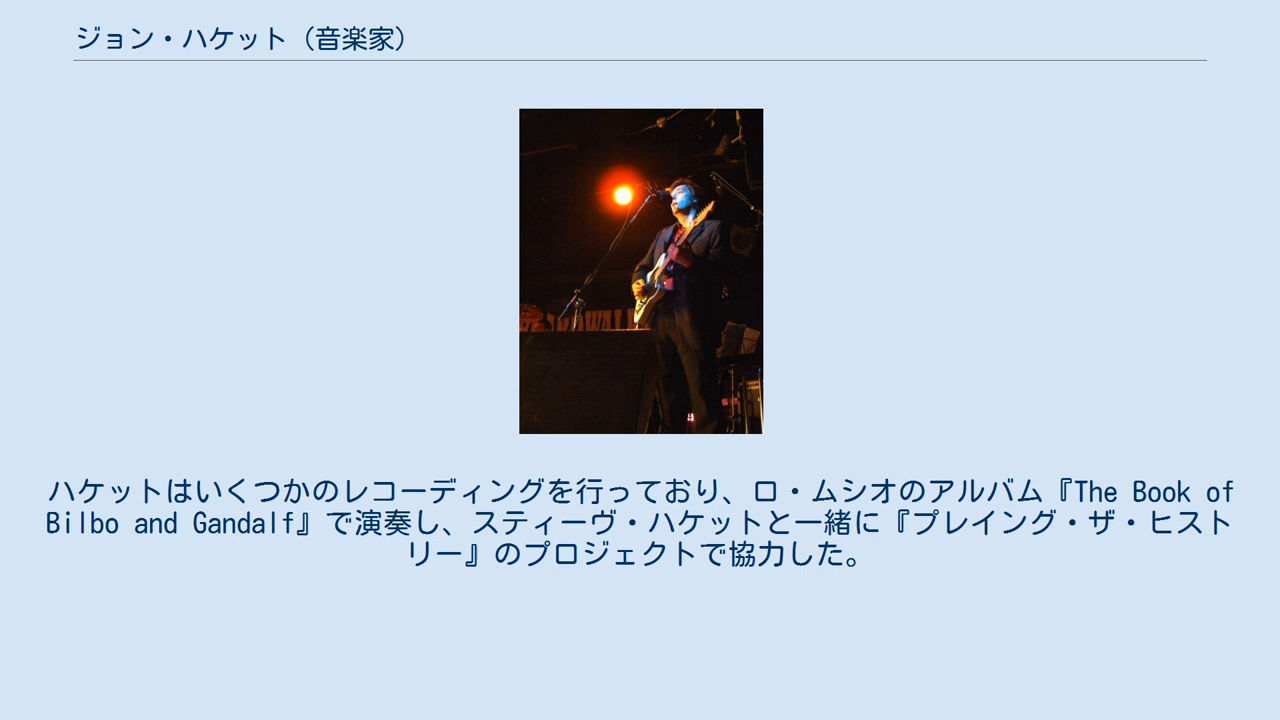 ジョン・ハケット（音楽家）
ハケットはいくつかのレコーディングを行っており、ロ・ムシオのアルバム『The Book of
Bilbo and Gandalf』で演奏し、スティーヴ・ハケットと一緒に『プレイング・ザ・ヒスト
リー』のプロジェクトで協力した。